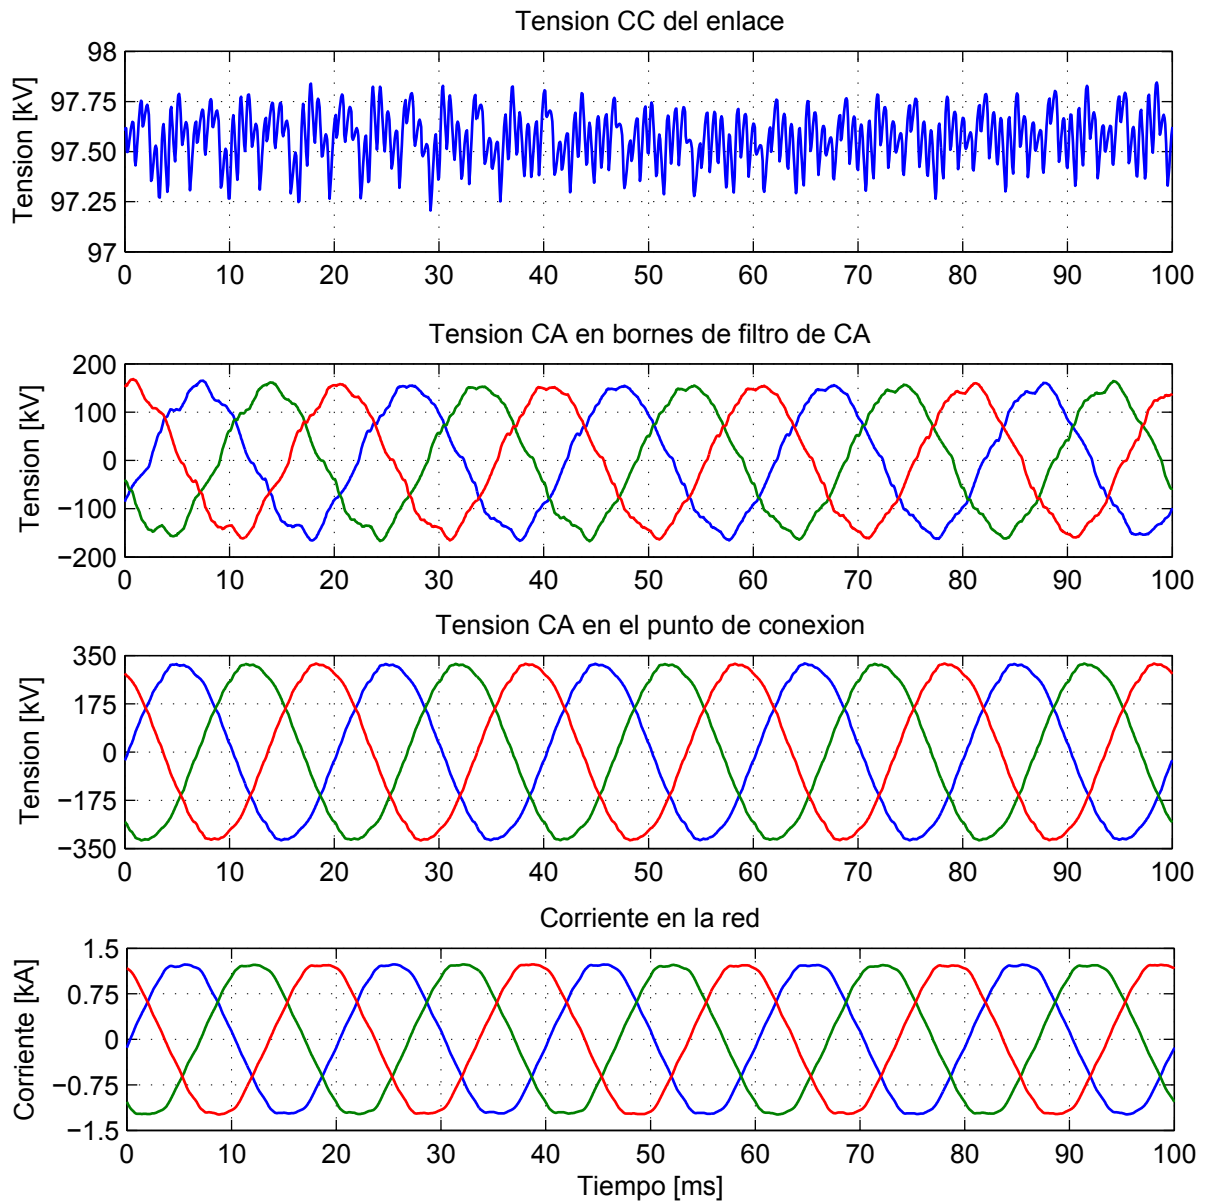 Tension CC del enlace
Tension [kV]
98
97.75
97.50
97.25
97
0 10 20 30 40 50 60 70 80 90 100
Tension CA en bornes de filtro de CA
Tension [kV]
200
100
0
−100
−200
0 10 20 30 40 50 60 70 80 90 100
Tension CA en el punto de conexion
Tension [kV]
350
175
0
−175
−350
0 10 20 30 40 50 60 70 80 90 100
Corriente en la red
Corriente [kA]
1.5
0.75
0
−0.75
−1.5
0 10 20 30 40 50 60 70 80 90 100
Tiempo [ms]